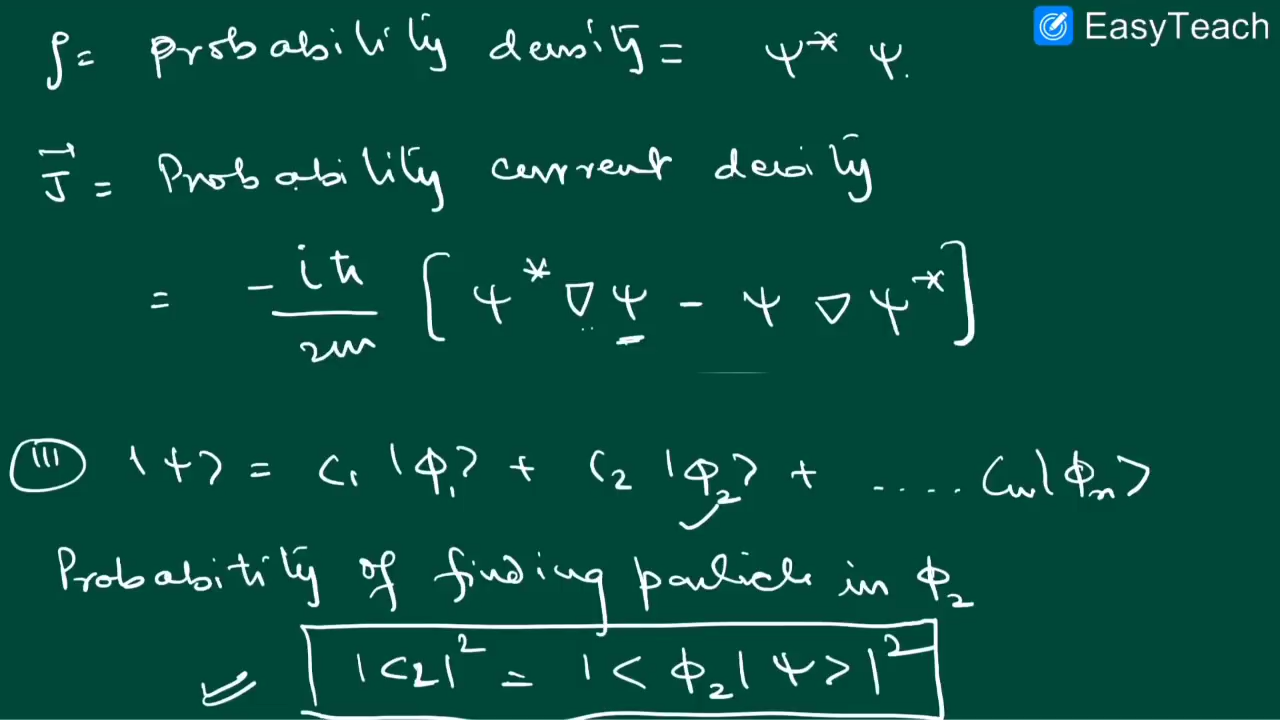 EasyTeach
ρ = probability density = ψ* ψ
J⃗ = Probability current density
= -iħ/2m [ψ* ∇ψ - ψ ∇ψ*]
(iii) |ψ> = C₁ |ϕ₁> + C₂ |ϕ₂> + .... Cₙ|ϕₙ>
Probability of finding particle in ϕ₂
|C₂|² = |<ϕ₂|ψ>|²